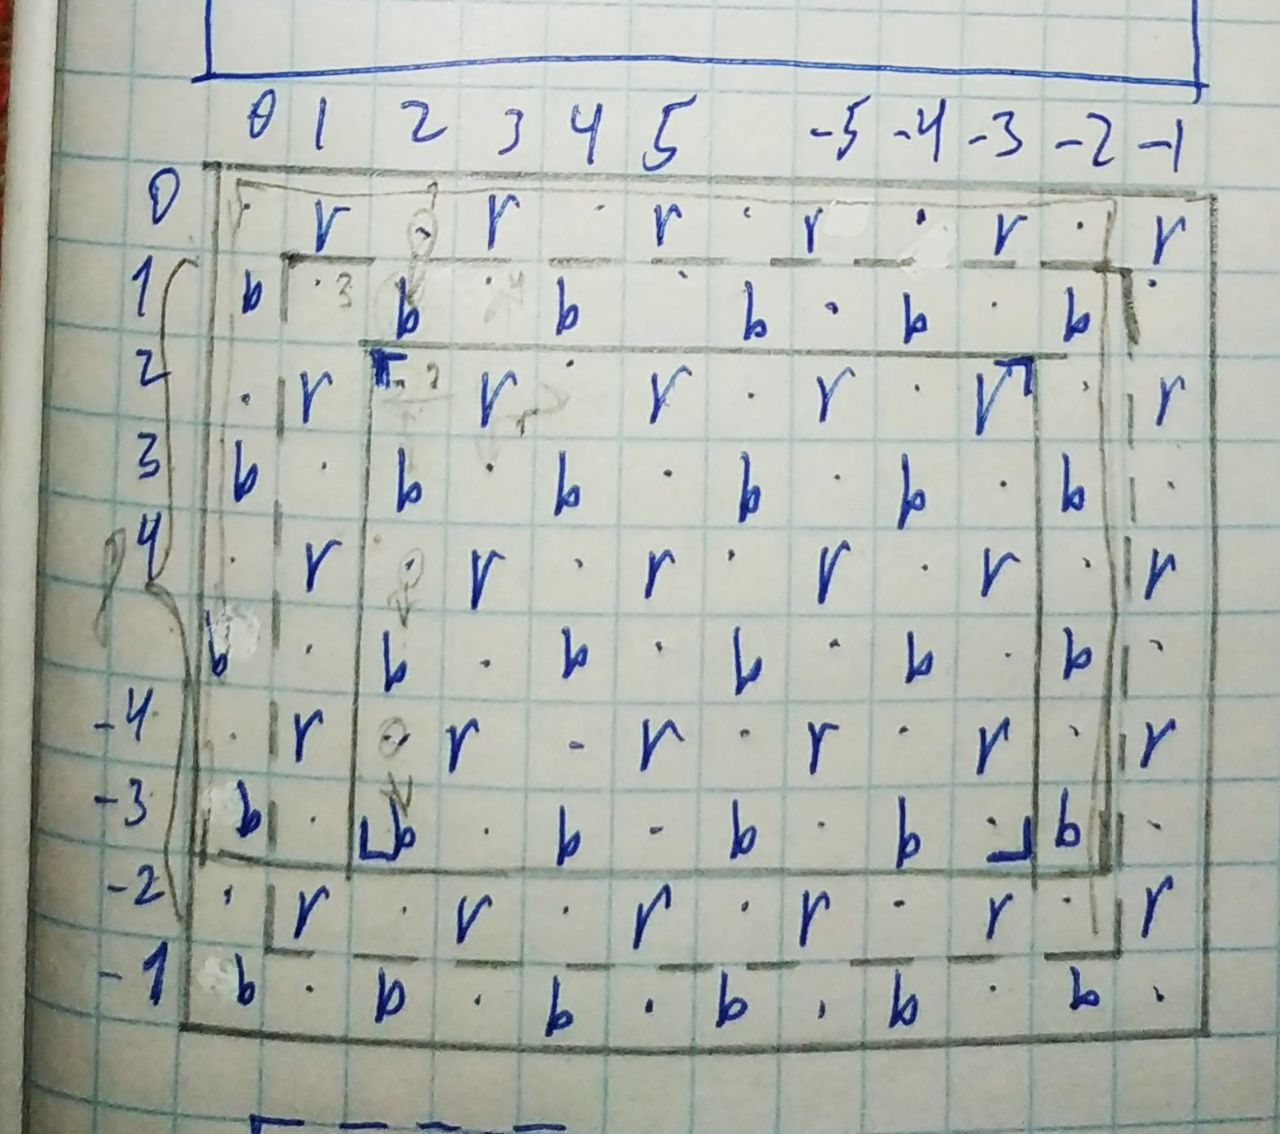 0 1 2 3 4 5 -5 -4 -3 -2 -1
0 · r · r · r · r · r · r
1 b · 3 b · b · b · b · b ·
2 · r · r · r · r · r · r
3 b · b · b · b · b · b ·
4 · r · r · r · r · r · r
b · b · b · b · b · b ·
-4 · r · r · r · r · r · r
-3 b · b · b · b · b · b ·
-2 · r · r · r · r · r · r
-1 b · b · b · b · b · b ·